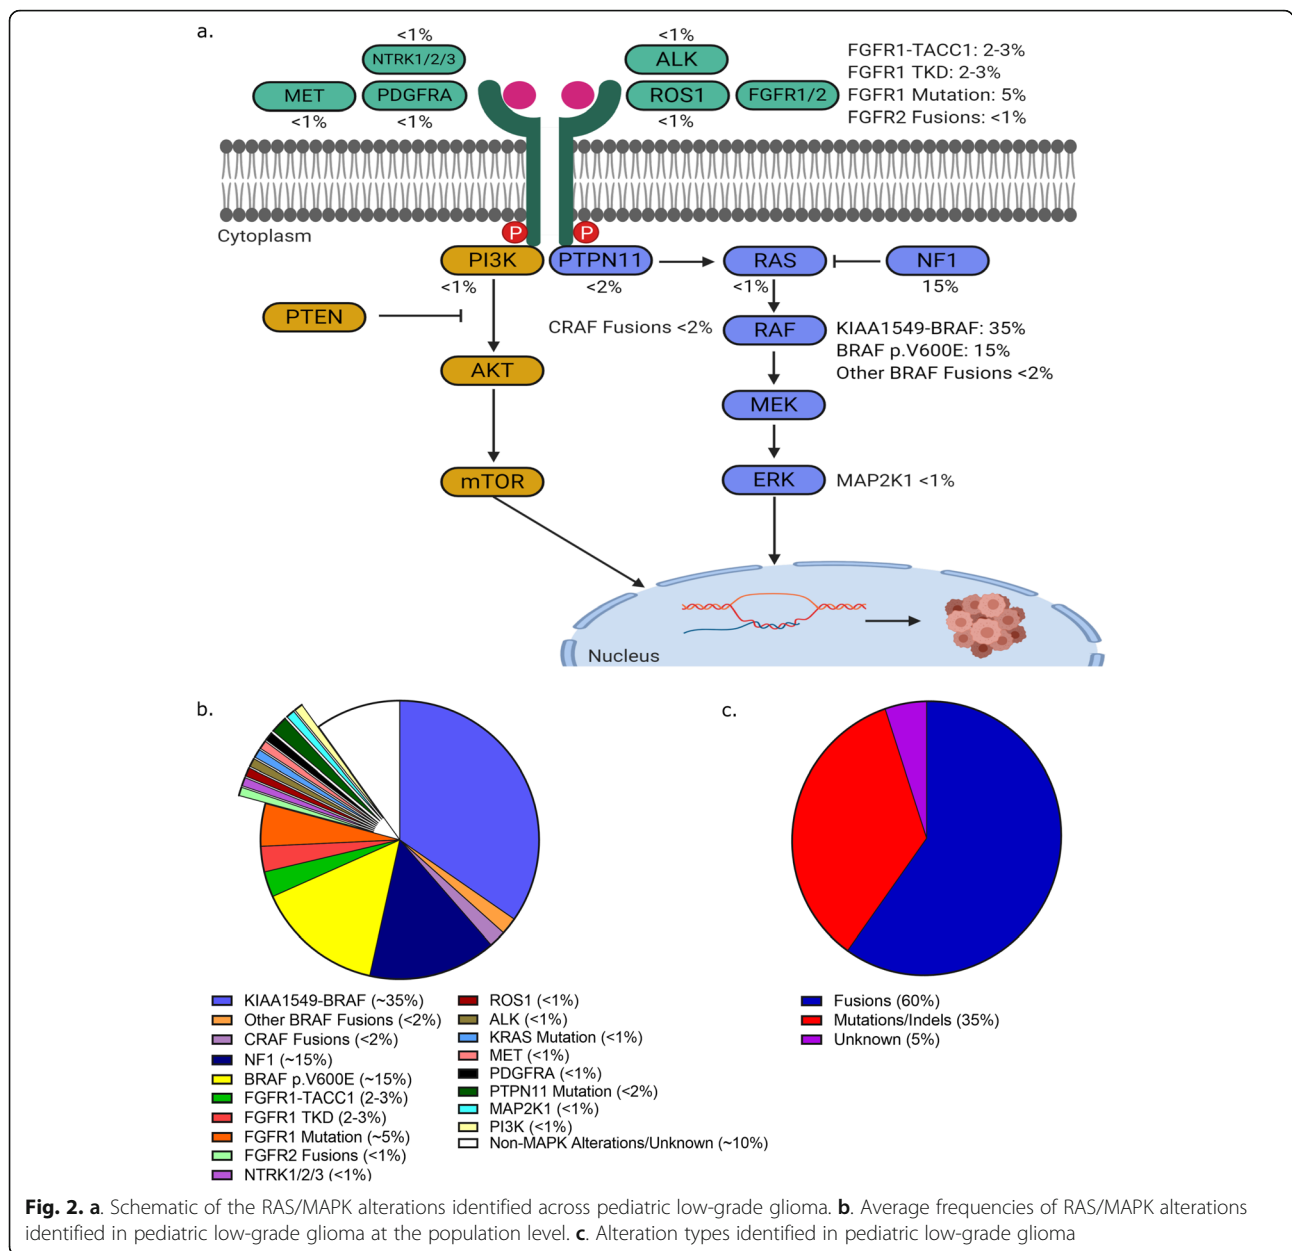 a.
<1%
NTRK1/2/3
MET
PDGFRA
<1%
<1%
<1%
ALK
ROS1
FGFR1/2
<1%
FGFR1-TACC1: 2-3%
FGFR1 TKD: 2-3%
FGFR1 Mutation: 5%
FGFR2 Fusions: <1%
Cytoplasm
P
P
PI3K
PTPN11
RAS
NF1
<1%
<2%
<1%
15%
PTEN
CRAF Fusions <2%
RAF
KIAA1549-BRAF: 35%
BRAF p.V600E: 15%
Other BRAF Fusions <2%
AKT
MEK
mTOR
ERK
MAP2K1 <1%
Nucleus
b.
KIAA1549-BRAF (~35%)
Other BRAF Fusions (<2%)
CRAF Fusions (<2%)
NF1 (~15%)
BRAF p.V600E (~15%)
FGFR1-TACC1 (2-3%)
FGFR1 TKD (2-3%)
FGFR1 Mutation (~5%)
FGFR2 Fusions (<1%)
NTRK1/2/3 (<1%)
ROS1 (<1%)
ALK (<1%)
KRAS Mutation (<1%)
MET (<1%)
PDGFRA (<1%)
PTPN11 Mutation (<2%)
MAP2K1 (<1%)
PI3K (<1%)
Non-MAPK Alterations/Unknown (~10%)
c.
Fusions (60%)
Mutations/Indels (35%)
Unknown (5%)
Fig. 2. a. Schematic of the RAS/MAPK alterations identified across pediatric low-grade glioma. b. Average frequencies of RAS/MAPK alterations
identified in pediatric low-grade glioma at the population level. c. Alteration types identified in pediatric low-grade glioma